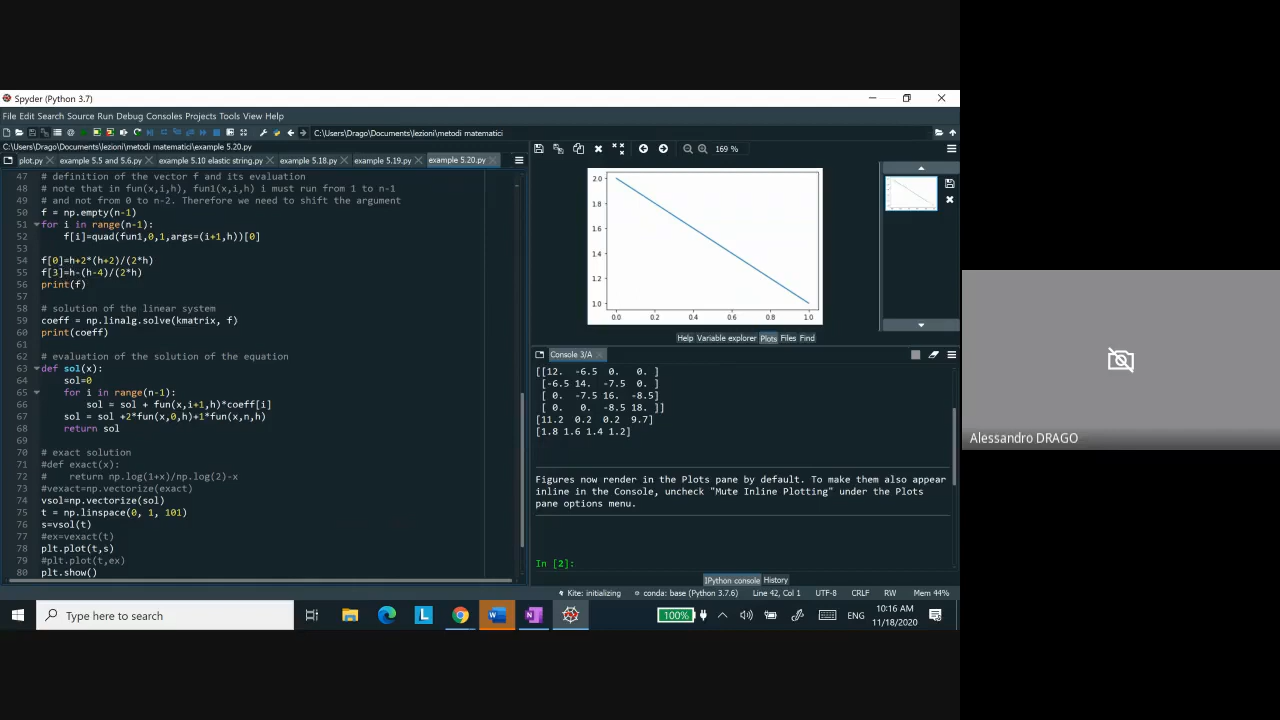 Spyder (Python 3.7)
File Edit Search Source Run Debug Consoles Projects Tools View Help
C:\Users\Drago\Documents\lezioni\metodi matematici
C:\Users\Drago\Documents\lezioni\metodi matematici\example 5.20.py
plot.py example 5.5 and 5.6.py example 5.10 elastic string.py example 5.18.py example 5.19.py example 5.20.py
47 # definition of the vector f and its evaluation
48 # note that in fun(x,i,h), fun1(x,i,h) i must run from 1 to n-1
49 # and not from 0 to n-2. Therefore we need to shift the argument
50 f = np.empty(n-1)
51 for i in range(n-1):
52 f[i]=quad(fun1,0,1,args=(i+1,h))[0]
53
54 f[0]=h+2*(h+2)/(2*h)
55 f[3]=h-(h-4)/(2*h)
56 print(f)
57
58 # solution of the linear system
59 coeff = np.linalg.solve(kmatrix, f)
60 print(coeff)
61
62 # evaluation of the solution of the equation
63 def sol(x):
64 sol=0
65 for i in range(n-1):
66 sol = sol + fun(x,i+1,h)*coeff[i]
67 sol = sol +2*fun(x,0,h)+1*fun(x,n,h)
68 return sol
69
70 # exact solution
71 #def exact(x):
72 # return np.log(1+x)/np.log(2)-x
73 #vexact=np.vectorize(exact)
74 vsol=np.vectorize(sol)
75 t = np.linspace(0, 1, 101)
76 s=vsol(t)
77 #ex=vexact(t)
78 plt.plot(t,s)
79 #plt.plot(t,ex)
80 plt.show()
169 %
2.0
1.8
1.6
1.4
1.2
1.0
0.0 0.2 0.4 0.6 0.8 1.0
Help Variable explorer Plots Files Find
Console 3/A
[[12. -6.5 0. 0. ]
[-6.5 14. -7.5 0. ]
[ 0. -7.5 16. -8.5]
[ 0. 0. -8.5 18. ]]
[11.2 0.2 0.2 9.7]
[1.8 1.6 1.4 1.2]
Figures now render in the Plots pane by default. To make them also appear
inline in the Console, uncheck "Mute Inline Plotting" under the Plots
pane options menu.
In [2]:
IPython console History
Kite: initializing conda: base (Python 3.7.6) Line 42, Col 1 UTF-8 CRLF RW Mem 44%
Type here to search
100%
ENG
10:16 AM
11/18/2020
Alessandro DRAGO